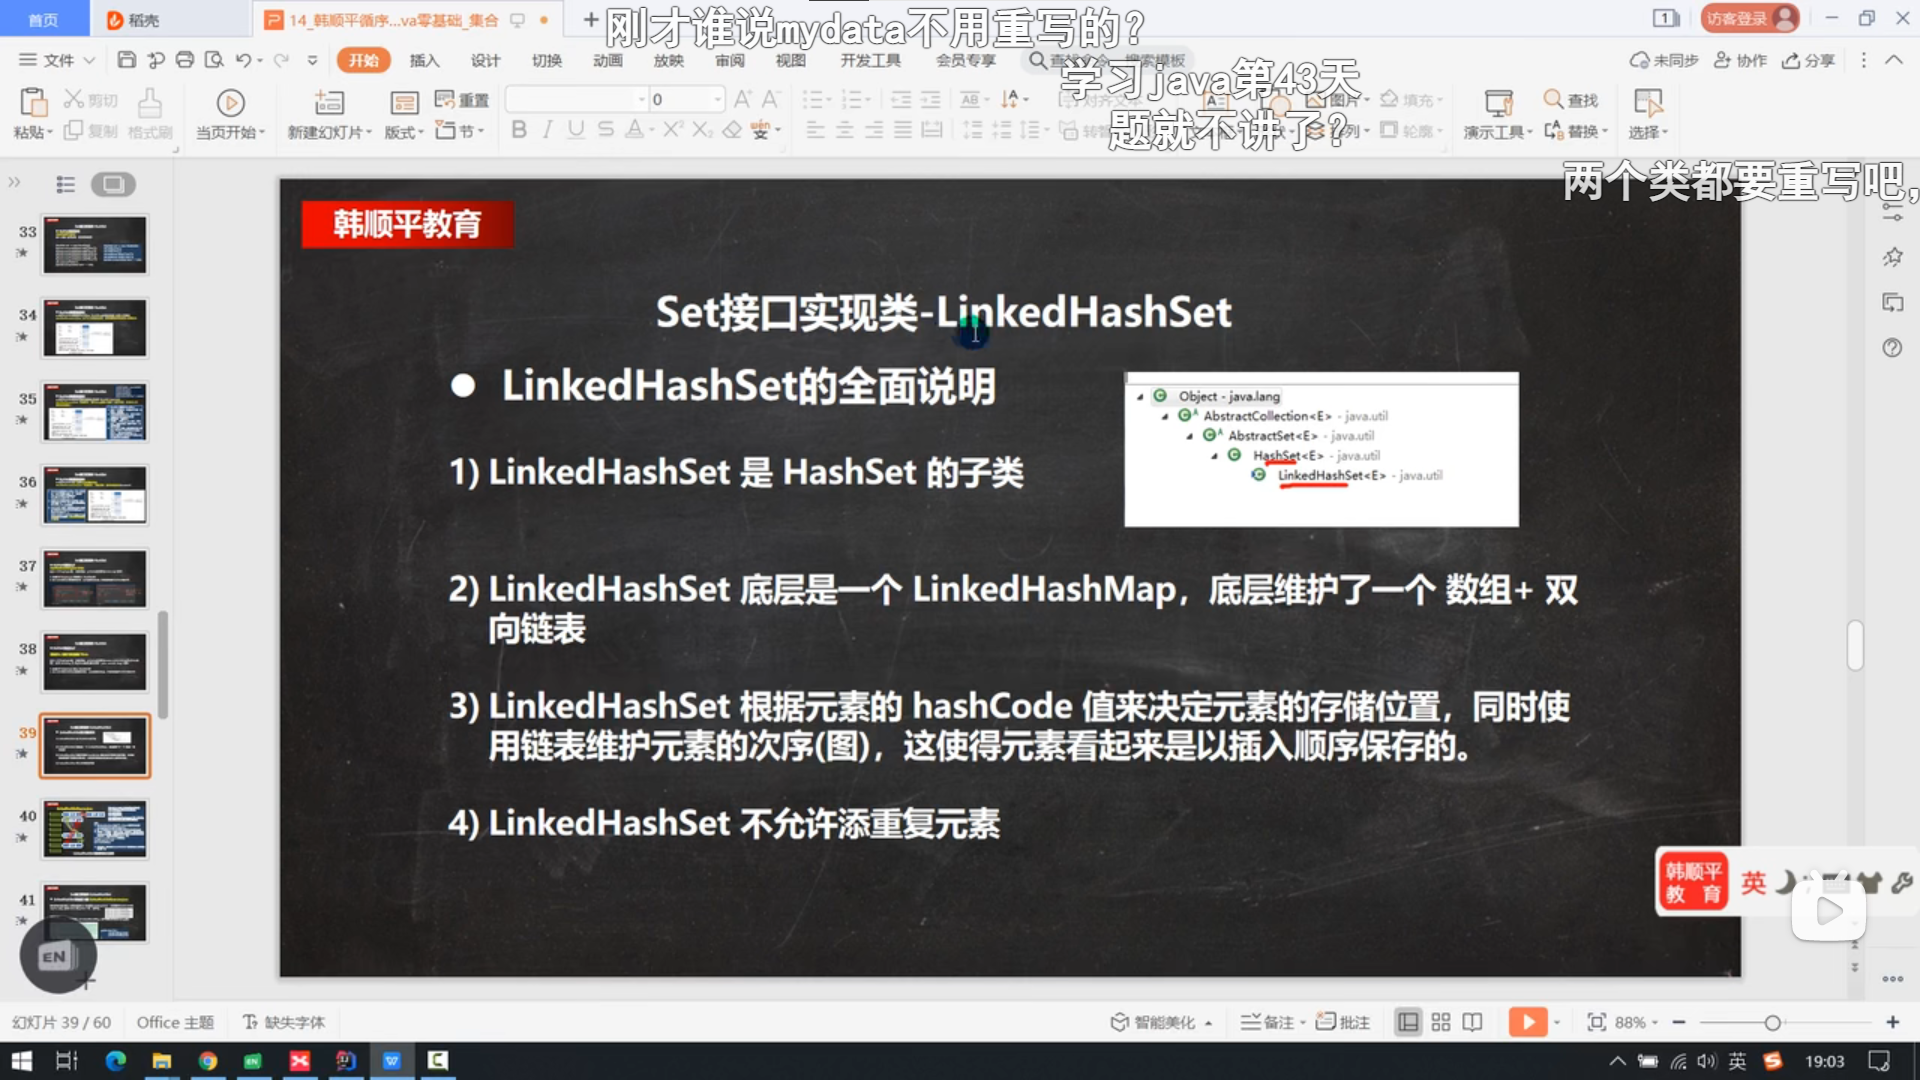 首页
稻壳
14_韩顺平循序...va零基础_集合
刚才谁说mydata不用重写的?
访客登录
文件
开始
插入
设计
切换
动画
放映
审阅
视图
开发工具
会员专享
未同步
协作
分享
学习java第43天
粘贴
剪切
复制
格式刷
当页开始
新建幻灯片
版式
重置
节
0
图片
填充
轮廓
演示工具
查找
替换
选择
题就不讲了?
两个类都要重写吧,
33
34
35
36
37
38
39
40
41
韩顺平教育
Set接口实现类-LinkedHashSet
LinkedHashSet的全面说明
Object - java.lang
AbstractCollection<E> - java.util
AbstractSet<E> - java.util
HashSet<E> - java.util
LinkedHashSet<E> - java.util
1) LinkedHashSet 是 HashSet 的子类
2) LinkedHashSet 底层是一个 LinkedHashMap，底层维护了一个 数组+ 双
向链表
3) LinkedHashSet 根据元素的 hashCode 值来决定元素的存储位置，同时使
用链表维护元素的次序(图)，这使得元素看起来是以插入顺序保存的。
4) LinkedHashSet 不允许添重复元素
韩顺平
教 育
英
EN
幻灯片 39 / 60
Office 主题
缺失字体
智能美化
备注
批注
88%
英
19:03